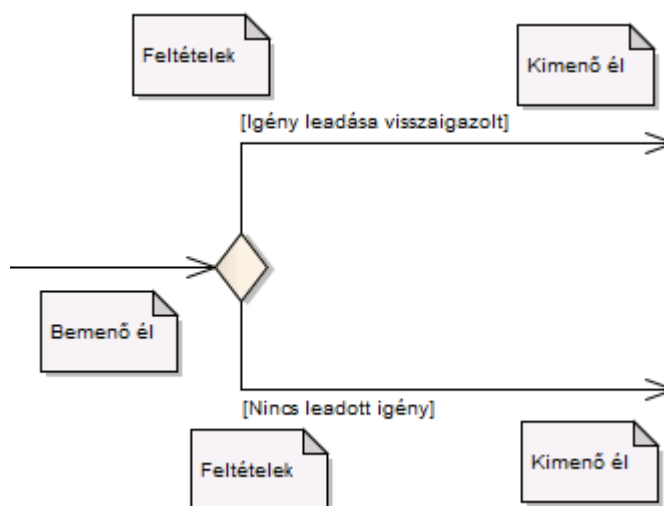 Feltételek
Kimenő él
[Igény leadása visszaigazolt]
Bemenő él
[Nincs leadott igény]
Feltételek
Kimenő él